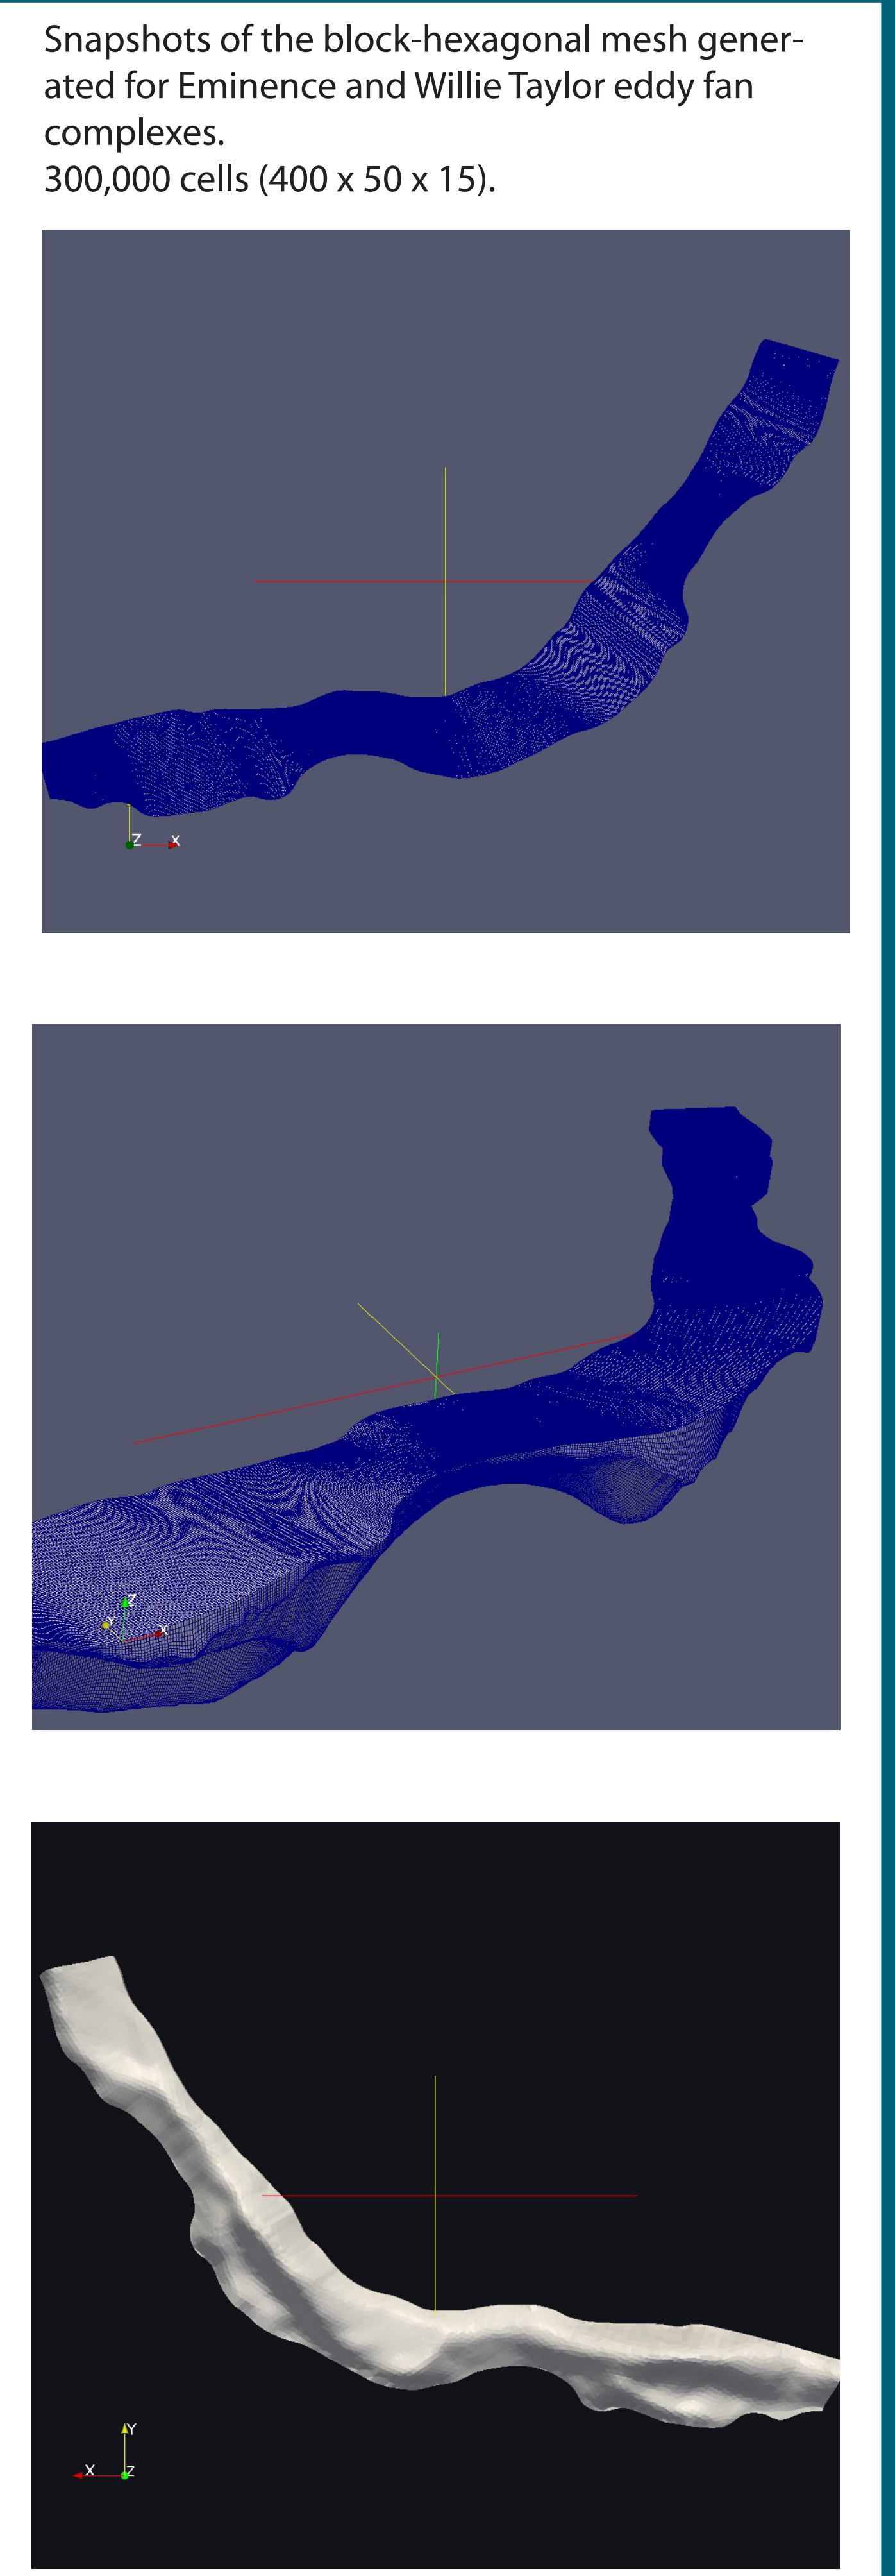 Snapshots of the block-hexagonal mesh gener-
ated for Eminence and Willie Taylor eddy fan
complexes.
300,000 cells (400 x 50 x 15).
Z X
Z
Y X
Y
X Z